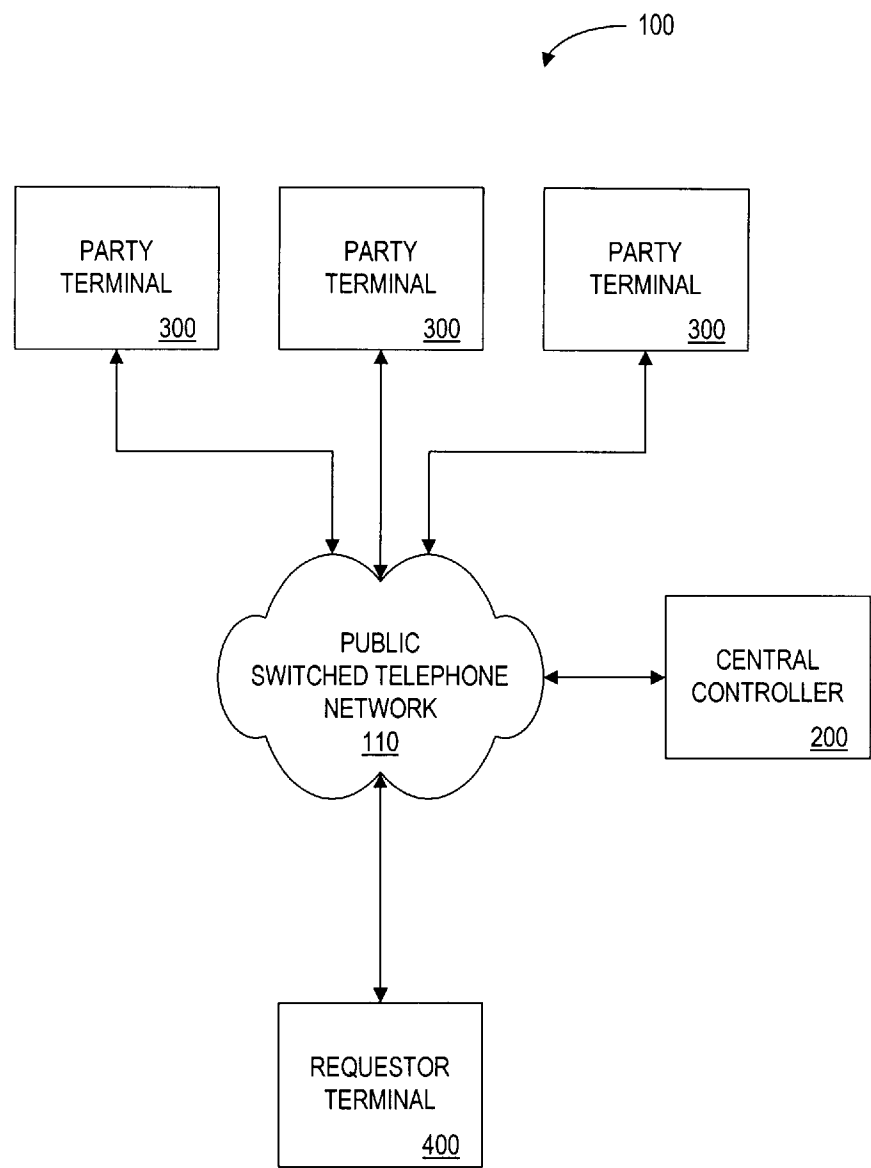 100
PARTY
TERMINAL
300
PARTY
TERMINAL
300
PARTY
TERMINAL
300
PUBLIC
SWITCHED TELEPHONE
NETWORK
110
CENTRAL
CONTROLLER
200
REQUESTOR
TERMINAL
400